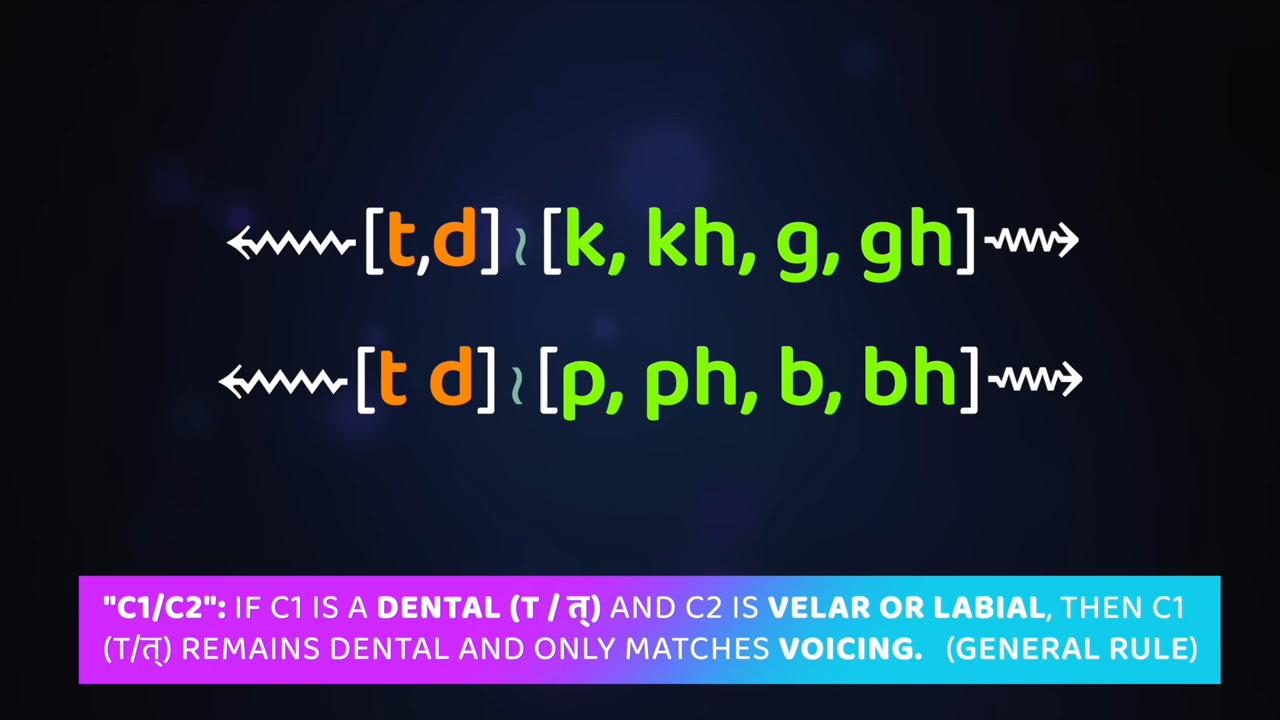 [t,d] ~ [k, kh, g, gh]
[t d] ~ [p, ph, b, bh]
"C1/C2": IF C1 IS A DENTAL (T / त्) AND C2 IS VELAR OR LABIAL, THEN C1
(T/त्) REMAINS DENTAL AND ONLY MATCHES VOICING. (GENERAL RULE)